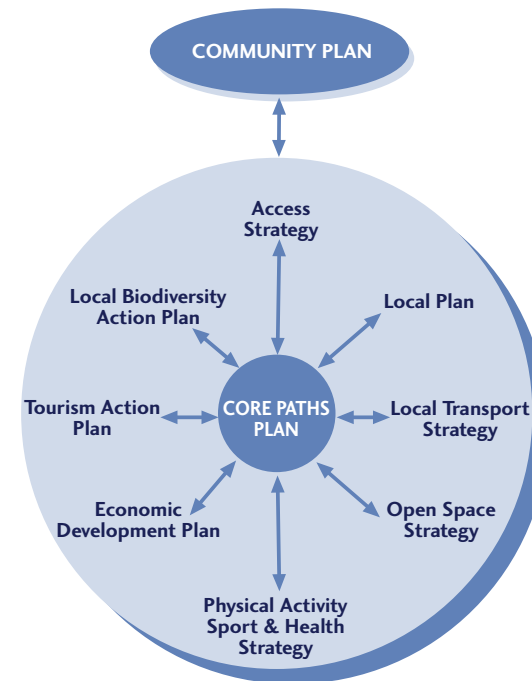 COMMUNITY PLAN
Access
Strategy
Local Biodiversity
Action Plan
Local Plan
Tourism Action
Plan
CORE PATHS
PLAN
Local Transport
Strategy
Economic
Development Plan
Open Space
Strategy
Physical Activity
Sport & Health
Strategy